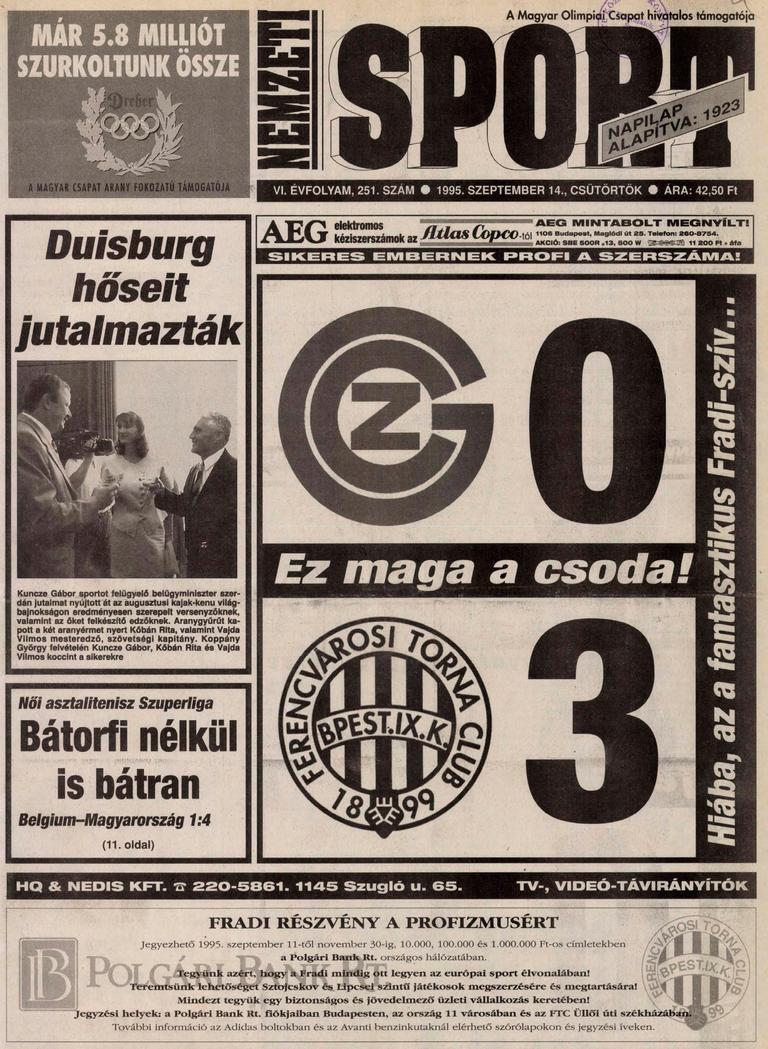 MÁR 5.8 MILLIÓT
SZURKOLTUNK ÖSSZE
Dreher
A MAGYAR CSAPAT ARANY FOKOZATÚ TÁMOGATÓJA
A Magyar Olimpiai Csapat hivatalos támogatója
NEMZETI
SPORT
NAPILAP
ALAPÍTVA: 1923
VI. ÉVFOLYAM, 251. SZÁM ● 1995. SZEPTEMBER 14., CSÜTÖRTÖK ● ÁRA: 42,50 Ft
AEG elektromos
kéziszerszámok az Atlas Copco-tól
AEG MINTABOLT MEGNYÍLT!
1106 Budapest, Maglódi út 25. Telefon: 260-8754.
AKCIÓ: SBE 500R .13, 500 W 11 200 Ft + áfa
SIKERES EMBERNEK PROFI A SZERSZÁMA!
Duisburg
hőseit
jutalmazták
Kuncze Gábor sportot felügyelő belügyminiszter szer-
dán jutalmat nyújtott át az augusztusi kajak-kenu világ-
bajnokságon eredményesen szerepelt versenyzőknek,
valamint az őket felkészítő edzőknek. Aranygyűrűt ka-
pott a két aranyérmet nyert Kőbán Rita, valamint Vajda
Vilmos mesteredző, szövetségi kapitány. Koppány
György felvételén Kuncze Gábor, Kőbán Rita és Vajda
Vilmos koccint a sikerekre
Női asztalitenisz Szuperliga
Bátorfi nélkül
is bátran
Belgium–Magyarország 1:4
(11. oldal)
GCZ
0
Ez maga a csoda!
FERENCVÁROSI TORNA CLUB
BPEST.IX.K.
1899
3
Hiába, az a fantasztikus Fradi-szív...
HQ & NEDIS KFT. ☎ 220-5861. 1145 Szugló u. 65. TV-, VIDEÓ-TÁVIRÁNYÍTÓK
FRADI RÉSZVÉNY A PROFIZMUSÉRT
Jegyezhető 1995. szeptember 11-től november 30-ig, 10.000, 100.000 és 1.000.000 Ft-os címletekben
a Polgári Bank Rt. országos hálózatában.
B
POLGÁRI BANK RT.
Tegyünk azért, hogy a Fradi mindig ott legyen az európai sport élvonalában!
Teremtsünk lehetőséget Sztojcskov és Lipcsei szintű játékosok megszerzésére és megtartására!
Mindezt tegyük egy biztonságos és jövedelmező üzleti vállalkozás keretében!
Jegyzési helyek: a Polgári Bank Rt. fiókjaiban Budapesten, az ország 11 városában és az FTC Üllői úti székházában.
További információ az Adidas boltokban és az Avanti benzinkutaknál elérhető szórólapokon és jegyzési íveken.
FERENCVÁROSI TORNA CLUB
BPEST.IX.K.
1899